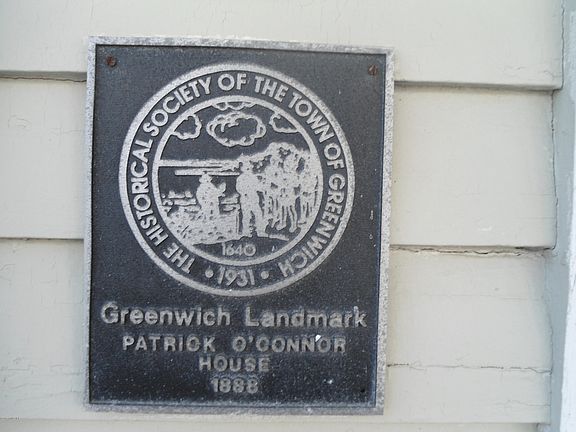 THE HISTORICAL SOCIETY OF THE TOWN OF GREENWICH
1640
• 1931 •
Greenwich Landmark
PATRICK O'CONNOR
HOUSE
1888